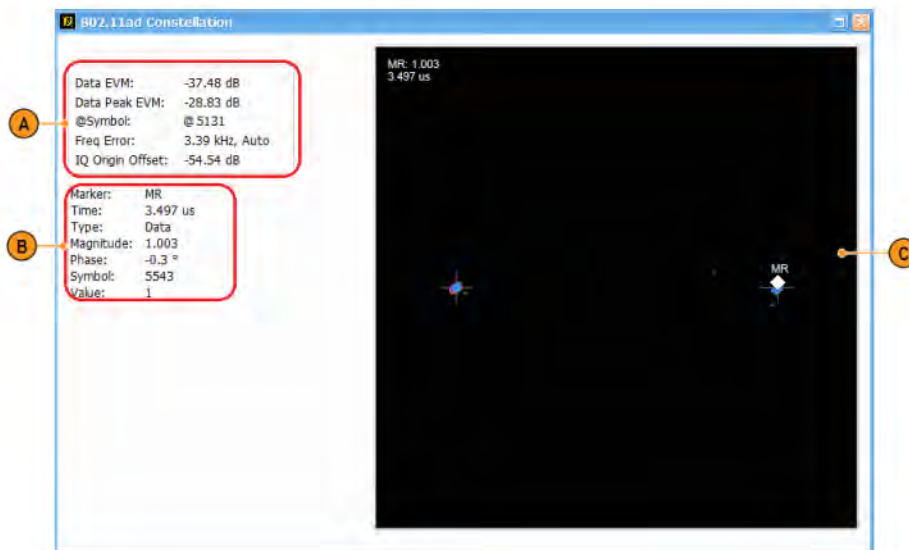 802.11ad Constellation
Data EVM: -37.48 dB
Data Peak EVM: -28.83 dB
@Symbol: @ 5131
Freq Error: 3.39 kHz, Auto
IQ Origin Offset: -54.54 dB
A
Marker: MR
Time: 3.497 us
Type: Data
Magnitude: 1.003
Phase: -0.3 °
Symbol: 5543
Value: 1
B
MR: 1.003
3.497 us
MR
C